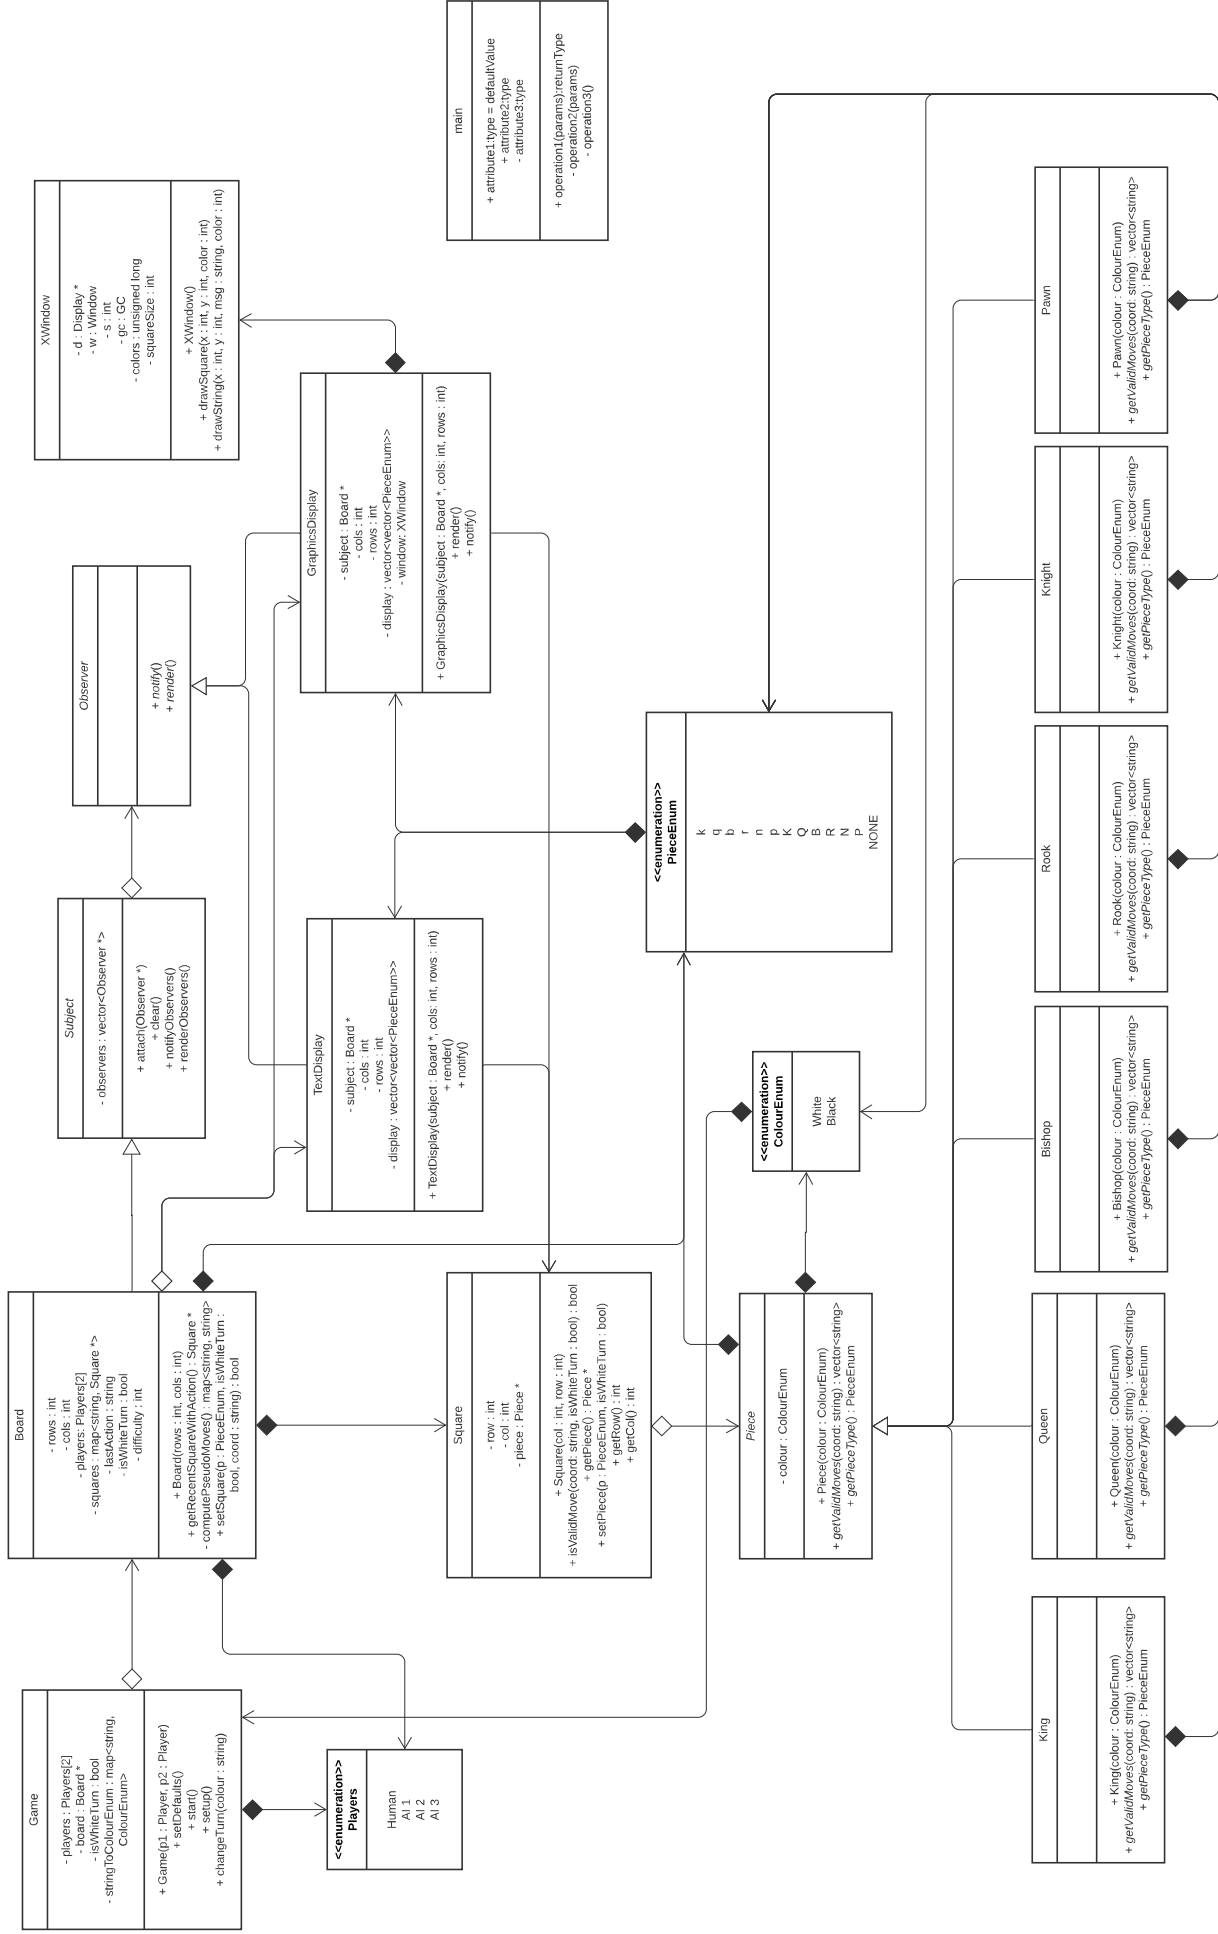 Game
- players : Players[2]
- board : Board *
- isWhiteTurn : bool
- stringToColourEnum : map<string,
ColourEnum>
+ Game(p1 : Player, p2 : Player)
+ setDefaults()
+ start()
+ setup()
+ changeTurn(colour : string)
<<enumeration>>
Players
Human
AI 1
AI 2
AI 3
Board
- rows : int
- cols : int
- players: Players[2]
- squares : map<string, Square *>
- lastAction : string
- isWhiteTurn : bool
- difficulty : int
+ Board(rows : int, cols : int)
+ getRecentSquareWithAction() : Square *
- computePseudoMoves() : map<string, string>
+ setSquare(p : PieceEnum, isWhiteTurn :
bool, coord : string) : bool
Subject
- observers : vector<Observer *>
+ attach(Observer *)
+ clear()
+ notifyObservers()
+ renderObservers()
Observer
+ notify()
+ render()
XWindow
- d : Display *
- w : Window
- s : int
- gc : GC
- colors : unsigned long
- squareSize : int
+ XWindow()
+ drawSquare(x : int, y : int, color : int)
+ drawString(x : int, y : int, msg : string, color : int)
TextDisplay
- subject : Board *
- cols : int
- rows : int
- display : vector<vector<PieceEnum>>
+ TextDisplay(subject : Board *, cols: int, rows : int)
+ render()
+ notify()
GraphicsDisplay
- subject : Board *
- cols : int
- rows : int
- display : vector<vector<PieceEnum>>
- window: XWindow
+ GraphicsDisplay(subject : Board *, cols: int, rows : int)
+ render()
+ notify()
main
+ attribute1:type = defaultValue
+ attribute2:type
- attribute3:type
+ operation1(params):returnType
- operation2(params)
- operation3()
Square
- row : int
- col : int
- piece : Piece *
+ Square(col : int, row : int)
+ isValidMove(coord: string, isWhiteTurn : bool) : bool
+ getPiece() : Piece *
+ setPiece(p : PieceEnum, isWhiteTurn : bool)
+ getRow() : int
+ getCol() : int
<<enumeration>>
PieceEnum
k
q
b
r
n
p
K
Q
B
R
N
P
NONE
<<enumeration>>
ColourEnum
White
Black
Piece
- colour : ColourEnum
+ Piece(colour : ColourEnum)
+ getValidMoves(coord: string) : vector<string>
+ getPieceType() : PieceEnum
King
+ King(colour : ColourEnum)
+ getValidMoves(coord: string) : vector<string>
+ getPieceType() : PieceEnum
Queen
+ Queen(colour : ColourEnum)
+ getValidMoves(coord: string) : vector<string>
+ getPieceType() : PieceEnum
Bishop
+ Bishop(colour : ColourEnum)
+ getValidMoves(coord: string) : vector<string>
+ getPieceType() : PieceEnum
Rook
+ Rook(colour : ColourEnum)
+ getValidMoves(coord: string) : vector<string>
+ getPieceType() : PieceEnum
Knight
+ Knight(colour : ColourEnum)
+ getValidMoves(coord: string) : vector<string>
+ getPieceType() : PieceEnum
Pawn
+ Pawn(colour : ColourEnum)
+ getValidMoves(coord: string) : vector<string>
+ getPieceType() : PieceEnum